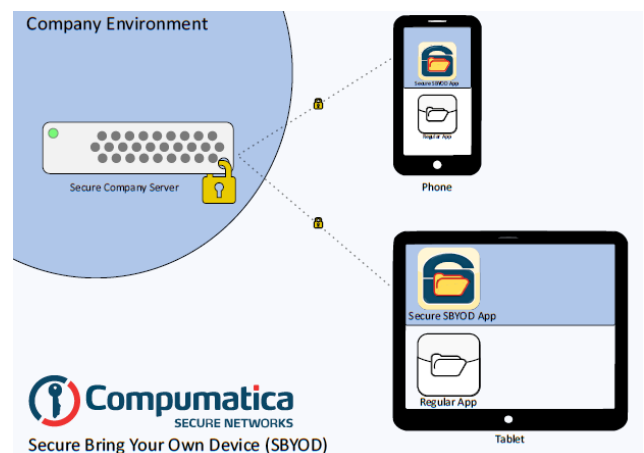 Company Environment
Secure SBYOD App
Regular App
Secure Company Server
Phone
Secure SBYOD App
Regular App
Compumatica
SECURE NETWORKS
Secure Bring Your Own Device (SBYOD)
Tablet